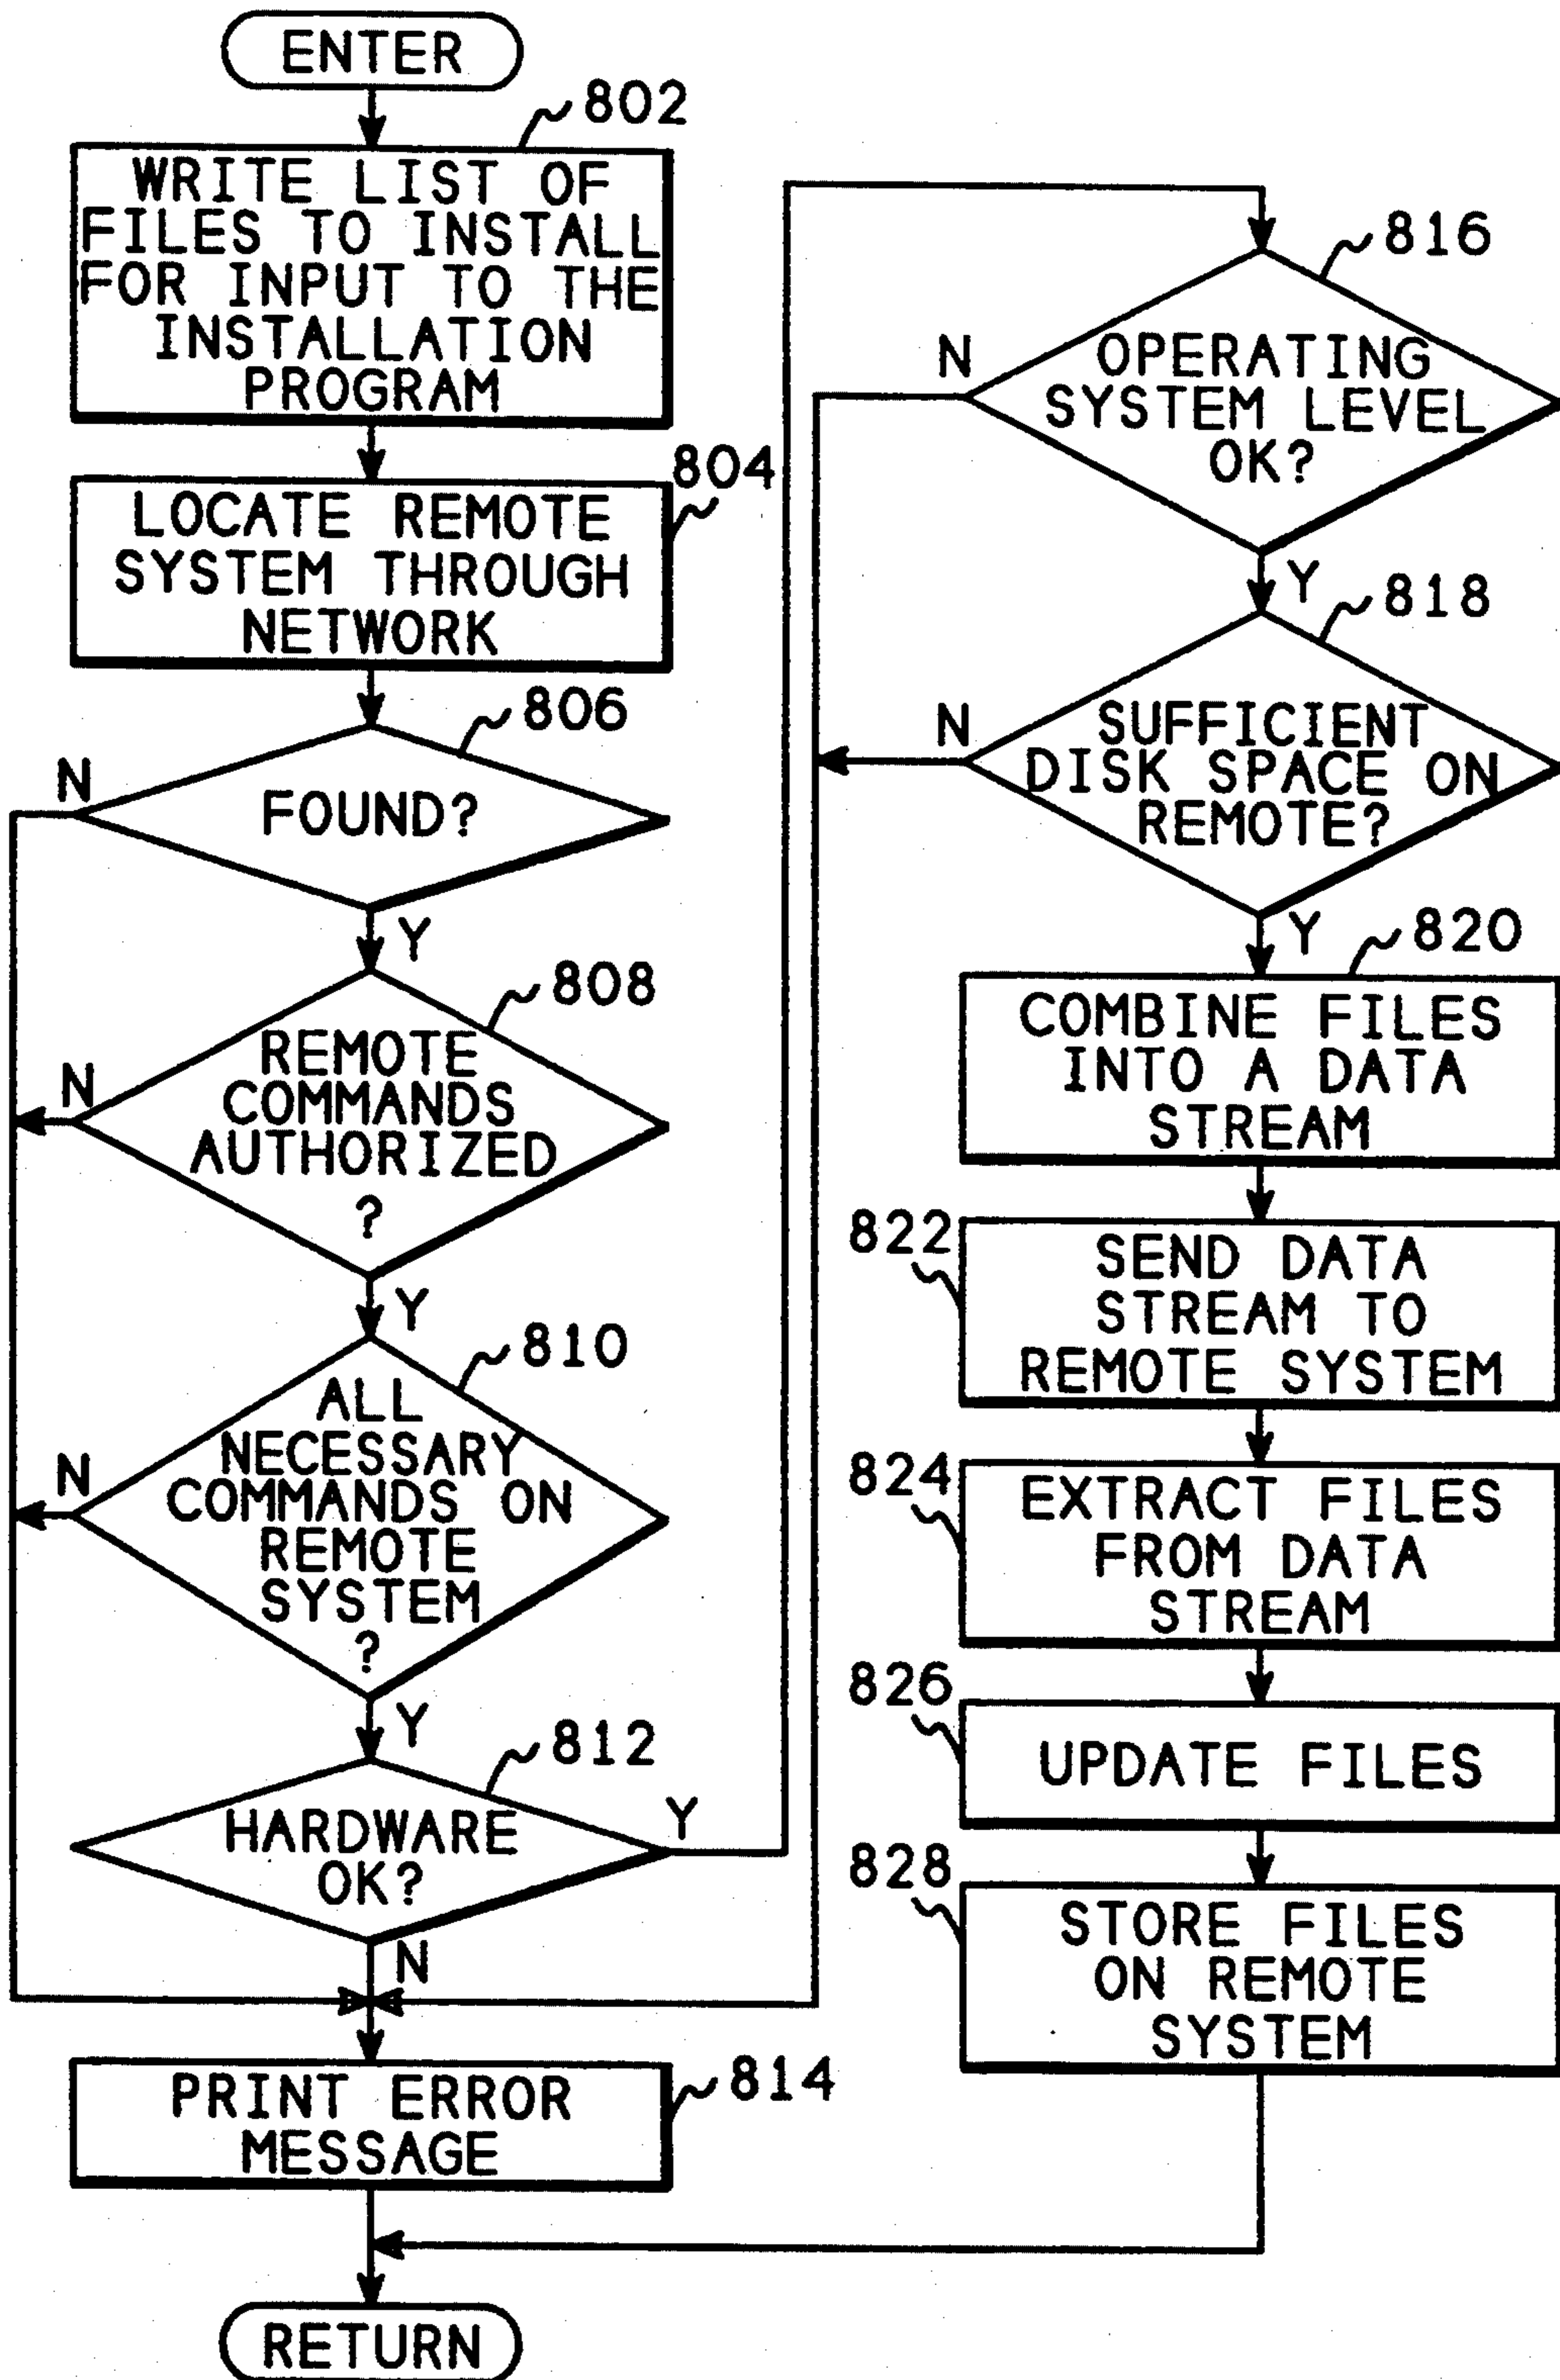 ENTER
802
WRITE LIST OF
FILES TO INSTALL
FOR INPUT TO THE
INSTALLATION
PROGRAM
804
LOCATE REMOTE
SYSTEM THROUGH
NETWORK
806
N
FOUND?
Y
808
REMOTE
N
COMMANDS
AUTHORIZED
?
Y
810
ALL
NECESSARY
N
COMMANDS ON
REMOTE
SYSTEM
?
Y
812
HARDWARE
OK?
Y
N
PRINT ERROR
MESSAGE
814
RETURN
816
N
OPERATING
SYSTEM LEVEL
OK?
Y
818
N
SUFFICIENT
DISK SPACE ON
REMOTE?
Y
820
COMBINE FILES
INTO A DATA
STREAM
822
SEND DATA
STREAM TO
REMOTE SYSTEM
824
EXTRACT FILES
FROM DATA
STREAM
826
UPDATE FILES
828
STORE FILES
ON REMOTE
SYSTEM